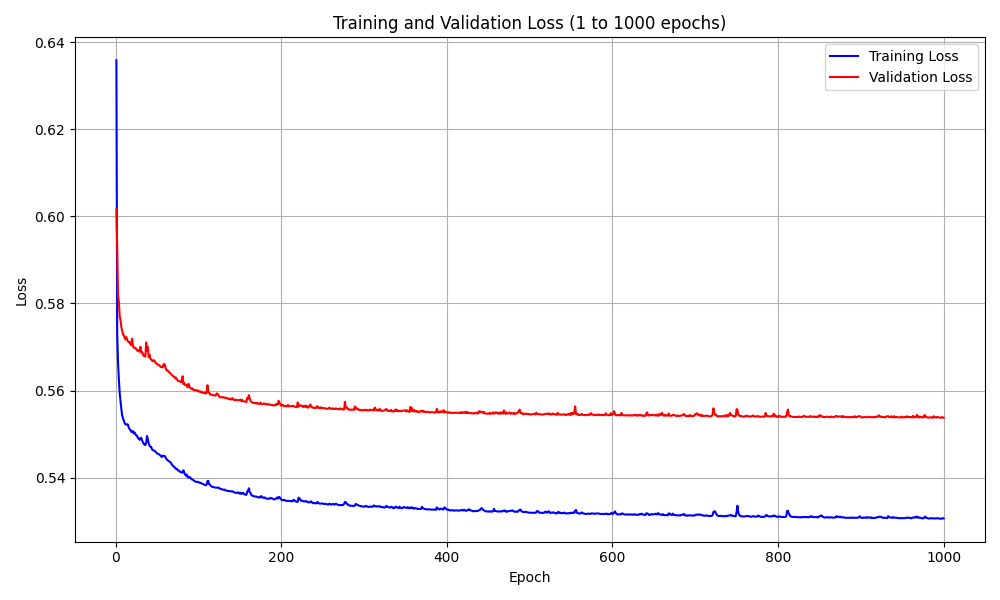 Training and Validation Loss (1 to 1000 epochs)
Training Loss
Validation Loss
Loss
0.64
0.62
0.60
0.58
0.56
0.54
0
200
400
600
800
1000
Epoch